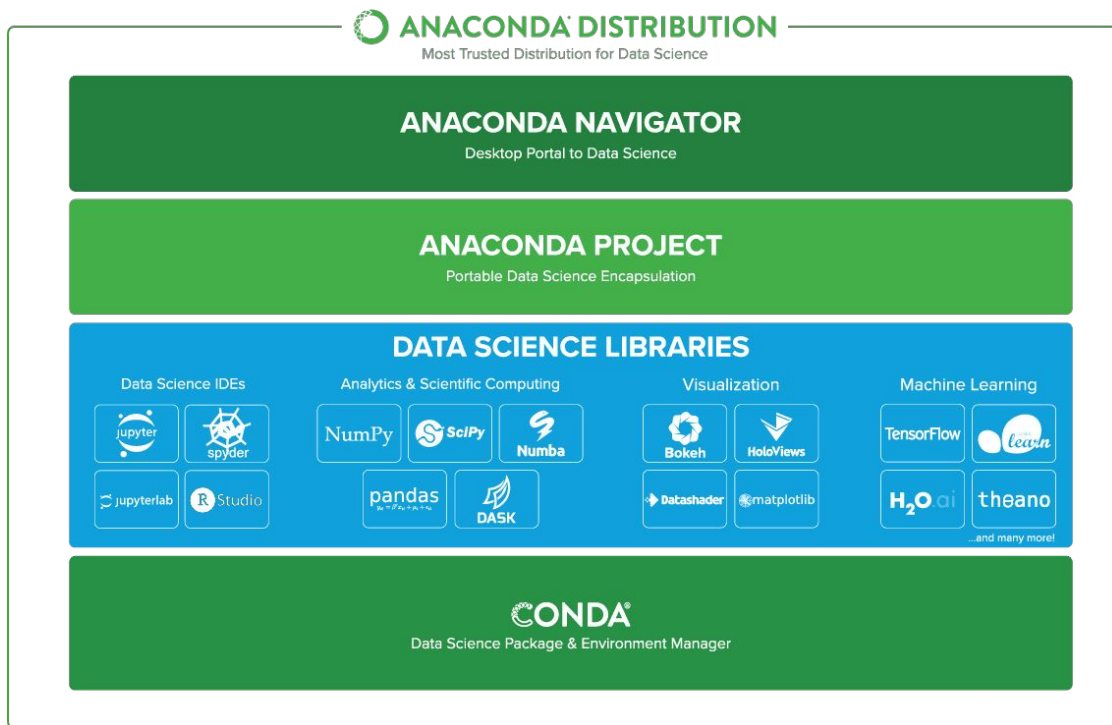 ANACONDA® DISTRIBUTION
Most Trusted Distribution for Data Science
ANACONDA NAVIGATOR
Desktop Portal to Data Science
ANACONDA PROJECT
Portable Data Science Encapsulation
DATA SCIENCE LIBRARIES
Data Science IDEs
jupyter
spyder
jupyterlab
R Studio
Analytics & Scientific Computing
NumPy
SciPy
Numba
pandas
DASK
Visualization
Bokeh
HoloViews
Datashader
matplotlib
Machine Learning
TensorFlow
learn
H₂O.ai
theano
...and many more!
CONDA®
Data Science Package & Environment Manager